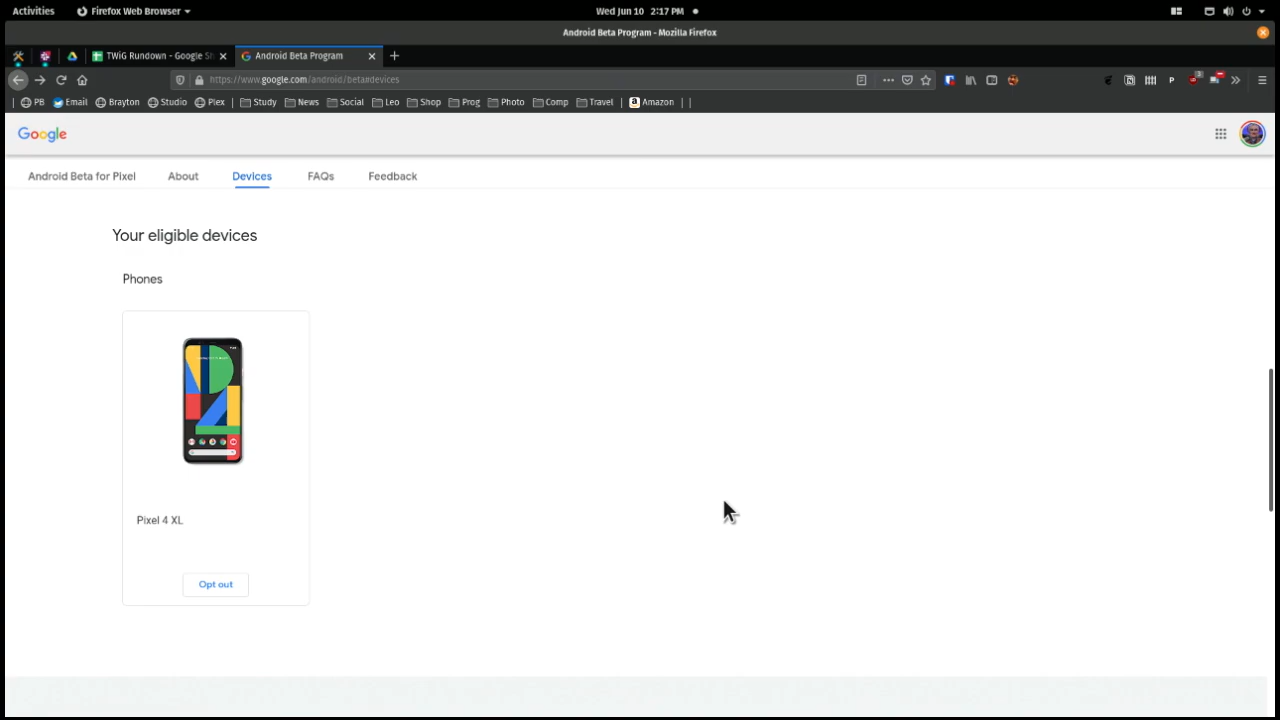 Activities
Firefox Web Browser
Wed Jun 10 2:17 PM
Android Beta Program - Mozilla Firefox
TWiG Rundown - Google Sh
Android Beta Program
https://www.google.com/android/beta#devices
PB
Email
Brayton
Studio
Plex
Study
News
Social
Leo
Shop
Prog
Photo
Comp
Travel
Amazon
Google
Android Beta for Pixel
About
Devices
FAQs
Feedback
Your eligible devices
Phones
Pixel 4 XL
Opt out